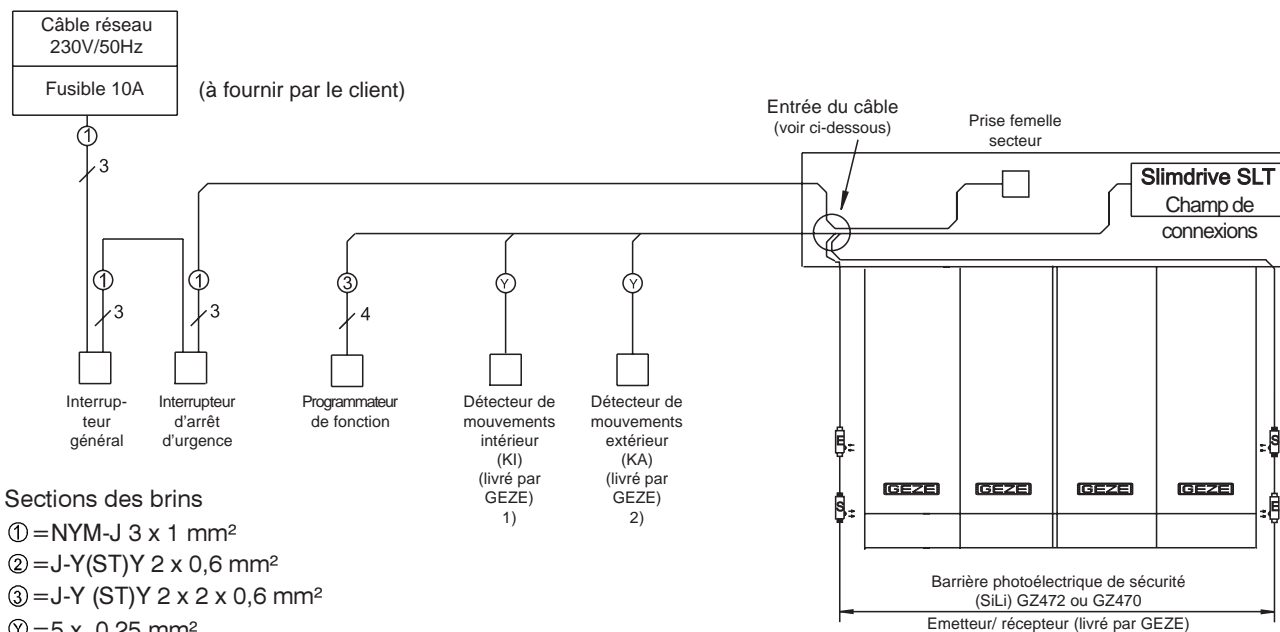 Câble réseau
230V/50Hz
Fusible 10A
(à fournir par le client)
1
3
Entrée du câble
(voir ci-dessous)
Prise femelle
secteur
Slimdrive SLT
Champ de
connexions
1
3
1
3
3
4
Y
Y
Interrup-
teur
général
Interrupteur
d'arrêt
d'urgence
Programmateur
de fonction
Détecteur de
mouvements
intérieur
(KI)
(livré par
GEZE)
1)
Détecteur de
mouvements
extérieur
(KA)
(livré par
GEZE)
2)
E
S
S
E
GEZE
GEZE
GEZE
GEZE
Sections des brins
①=NYM-J 3 x 1 mm²
②=J-Y(ST)Y 2 x 0,6 mm²
③=J-Y (ST)Y 2 x 2 x 0,6 mm²
Ⓨ=5 x 0,25 mm²
Barrière photoélectrique de sécurité
(SiLi) GZ472 ou GZ470
Emetteur/ récepteur (livré par GEZE)